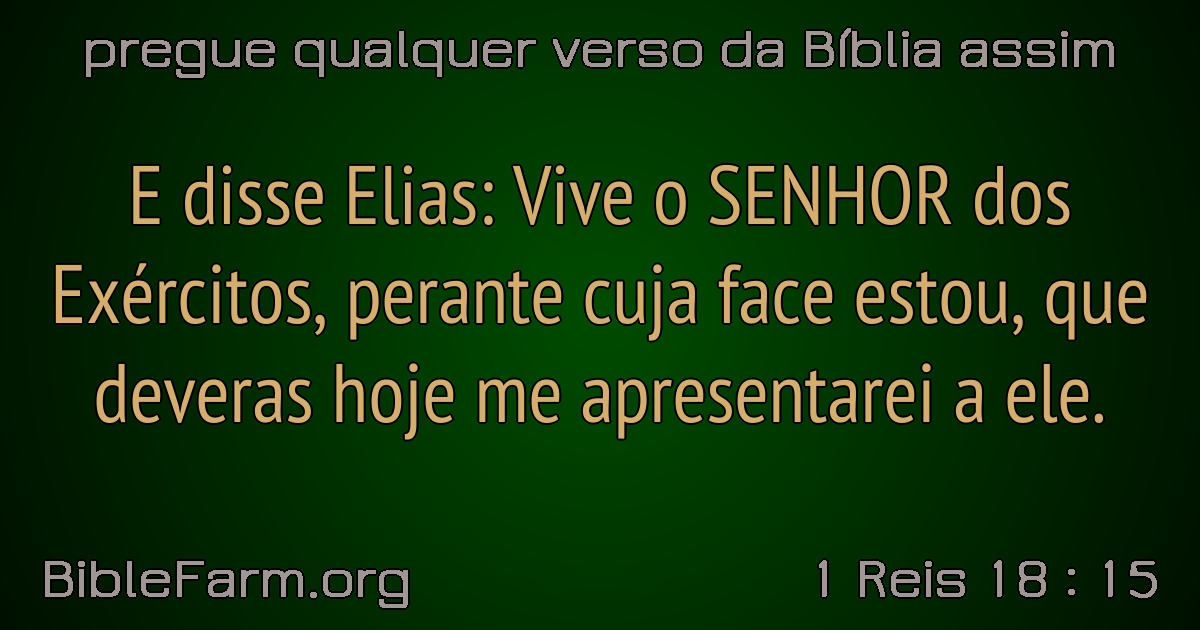 pregue qualquer verso da Bíblia assim
E disse Elias: Vive o SENHOR dos
Exércitos, perante cuja face estou, que
deveras hoje me apresentarei a ele.
BibleFarm.org
1 Reis 18 : 15